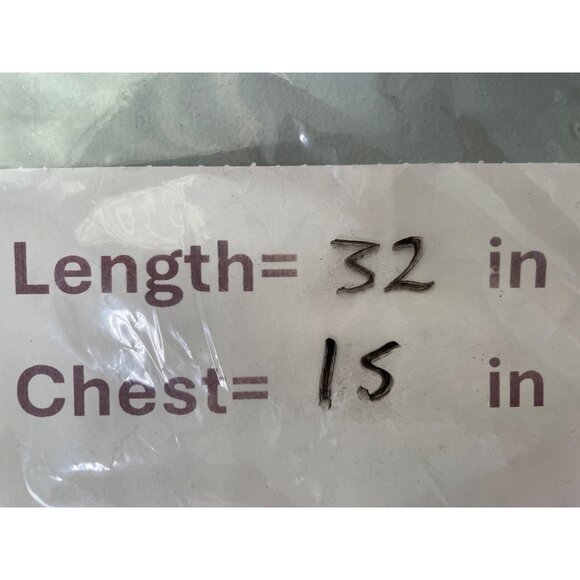 Length= 32 in
Chest= 15 in